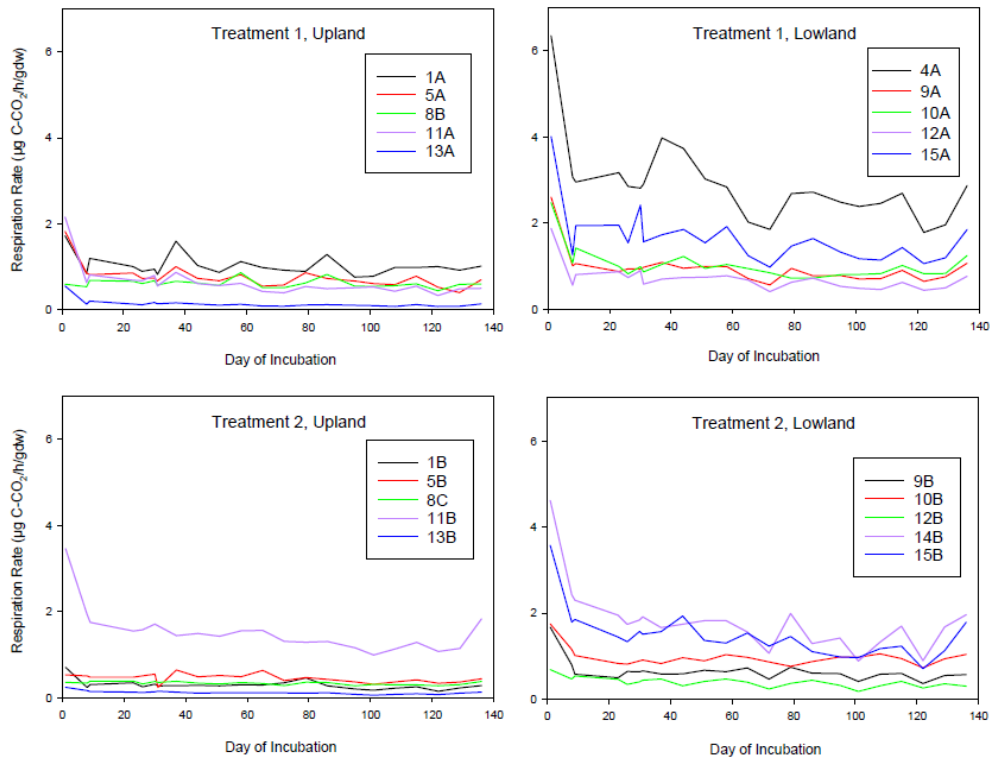 Treatment 1, Upland
1A
5A
8B
11A
13A
Respiration Rate (µg C-CO₂/h/gdw)
6
4
2
0
0 20 40 60 80 100 120 140
Day of Incubation
Treatment 1, Lowland
4A
9A
10A
12A
15A
6
4
2
0
0 20 40 60 80 100 120 140
Day of Incubation
Treatment 2, Upland
1B
5B
8C
11B
13B
Respiration Rate (µg C-CO₂/h/gdw)
6
4
2
0
0 20 40 60 80 100 120 140
Day of Incubation
Treatment 2, Lowland
9B
10B
12B
14B
15B
6
4
2
0
0 20 40 60 80 100 120 140
Day of Incubation